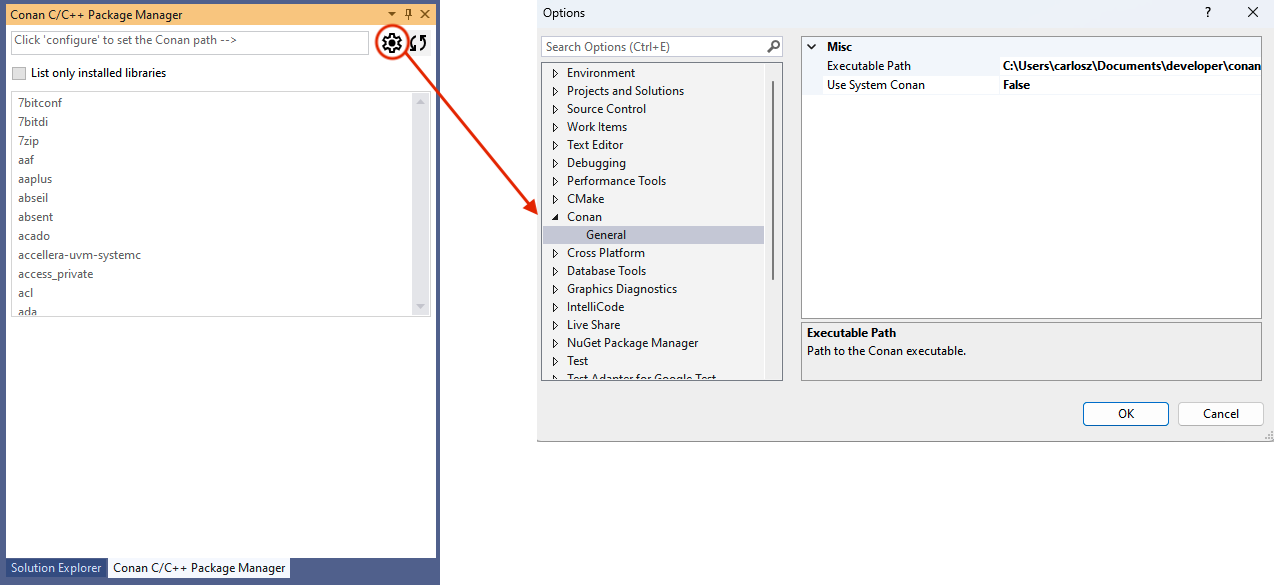 Conan C/C++ Package Manager
Click 'configure' to set the Conan path -->
List only installed libraries
7bitconf
7bitdi
7zip
aaf
aaplus
abseil
absent
acado
accellera-uvm-systemc
access_private
acl
ada
Solution Explorer
Conan C/C++ Package Manager
Options
?
Search Options (Ctrl+E)
Environment
Projects and Solutions
Source Control
Work Items
Text Editor
Debugging
Performance Tools
CMake
Conan
General
Cross Platform
Database Tools
Graphics Diagnostics
IntelliCode
Live Share
NuGet Package Manager
Test
Test Adapter for Google Test
Misc
Executable Path C:\Users\carlosz\Documents\developer\conan
Use System Conan False
Executable Path
Path to the Conan executable.
OK Cancel